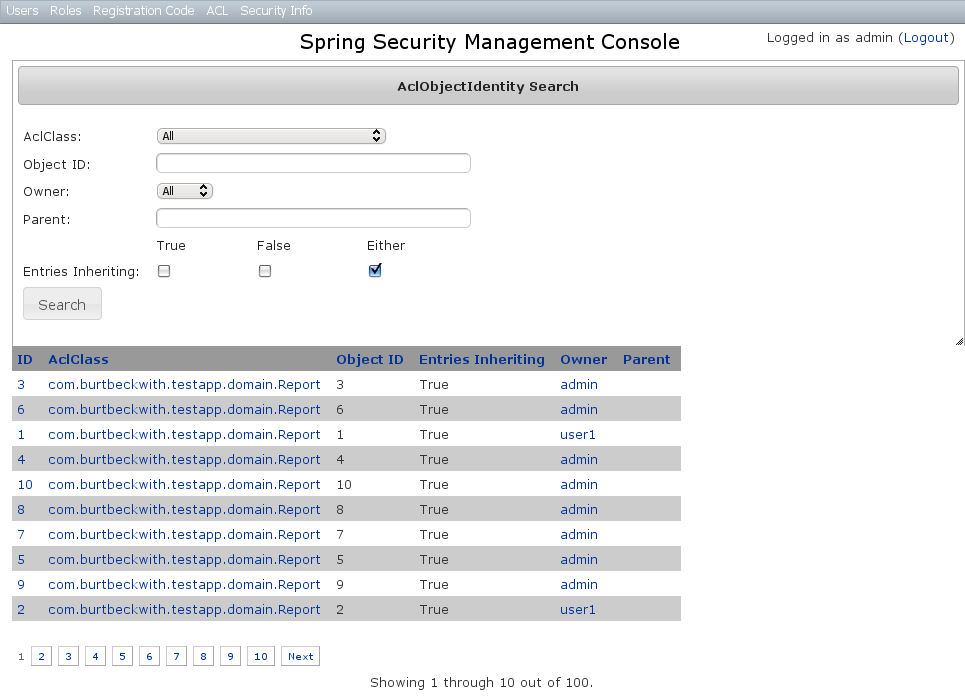 Users Roles Registration Code ACL Security Info
Spring Security Management Console
Logged in as admin (Logout)
AclObjectIdentity Search
AclClass: All
Object ID:
Owner: All
Parent:
True False Either
Entries Inheriting:
Search
ID AclClass Object ID Entries Inheriting Owner Parent
3 com.burtbeckwith.testapp.domain.Report 3 True admin
6 com.burtbeckwith.testapp.domain.Report 6 True admin
1 com.burtbeckwith.testapp.domain.Report 1 True user1
4 com.burtbeckwith.testapp.domain.Report 4 True admin
10 com.burtbeckwith.testapp.domain.Report 10 True admin
8 com.burtbeckwith.testapp.domain.Report 8 True admin
7 com.burtbeckwith.testapp.domain.Report 7 True admin
5 com.burtbeckwith.testapp.domain.Report 5 True admin
9 com.burtbeckwith.testapp.domain.Report 9 True admin
2 com.burtbeckwith.testapp.domain.Report 2 True user1
1 2 3 4 5 6 7 8 9 10 Next
Showing 1 through 10 out of 100.